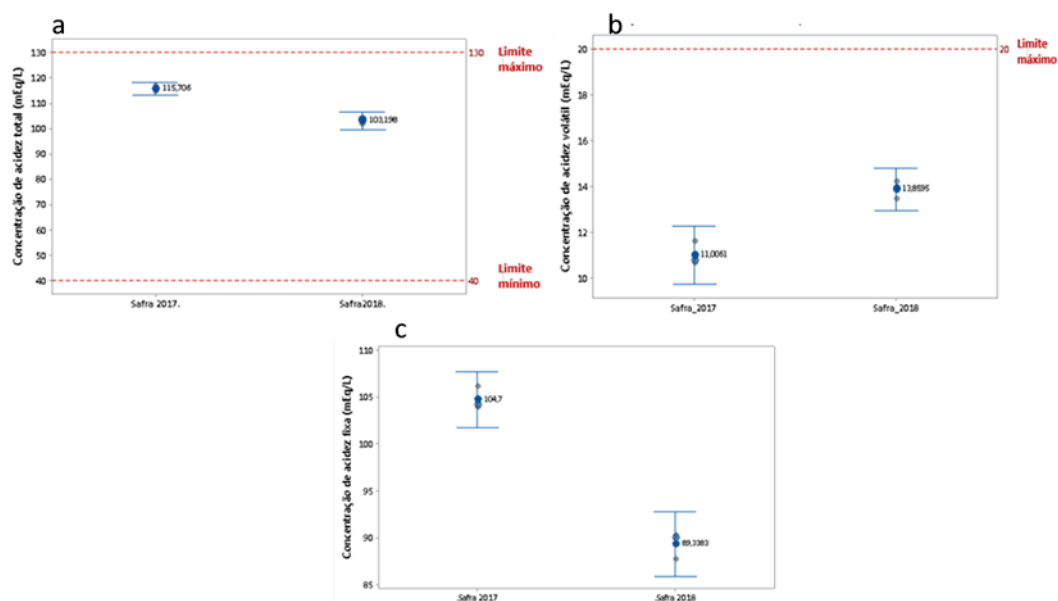 a
Concentração de acidez total (mEq/L)
130
120
110
100
90
80
70
60
50
40
115,706
103,198
130
Limite
máximo
40
Limite
mínimo
Safra 2017.
Safra2018.
b
Concentração de acidez volátil (mEq/L)
20
18
16
14
12
10
11,0061
13,8595
20
Limite
máximo
Safra_2017
Safra_2018
c
Concentração de acidez fixa (mEq/L)
110
105
100
95
90
85
104,7
89,3383
.Safra 2017
.Safra 2018